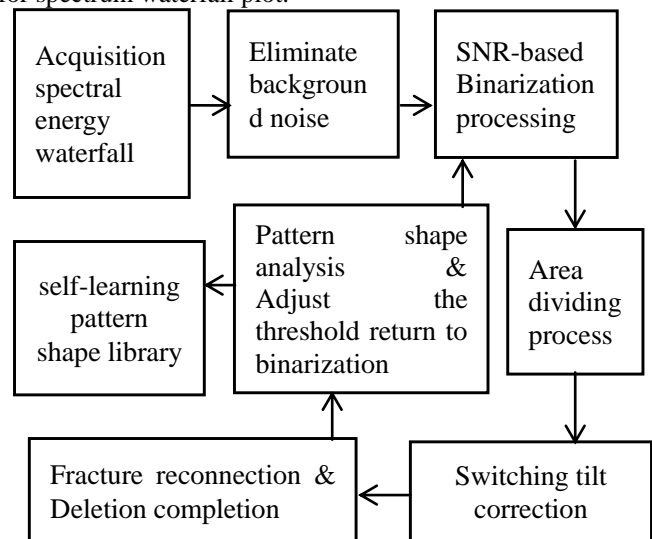 for spectrum waterfall plot.
Acquisition
spectral
energy
waterfall
Eliminate
backgroun
d noise
SNR-based
Binarization
processing
Pattern shape
analysis &
Adjust the
threshold return to
binarization
self-learning
pattern
shape library
Area
dividing
process
Fracture reconnection &
Deletion completion
Switching tilt
correction